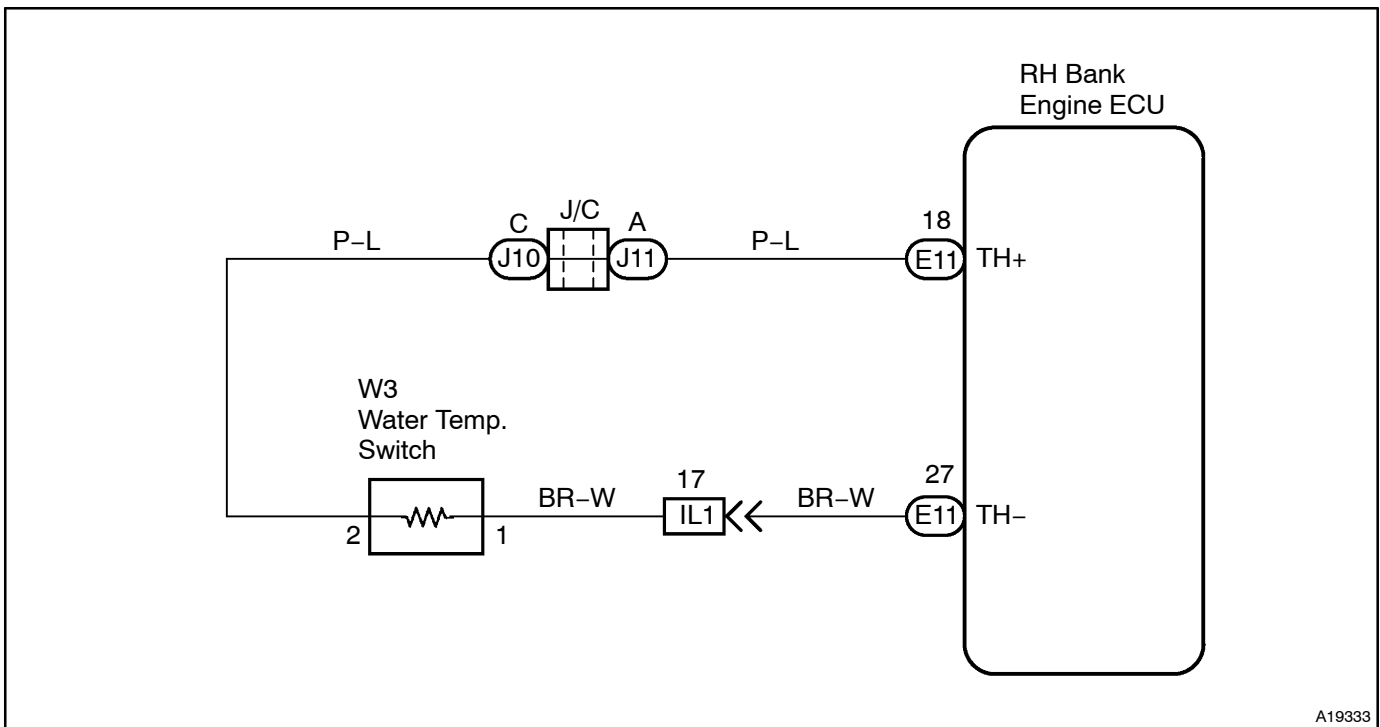 RH Bank
Engine ECU
J/C
C
A
18
P−L
P−L
J10
J11
E11
TH+
W3
Water Temp.
Switch
17
27
BR−W
BR−W
IL1
E11
TH−
2
1
A19333